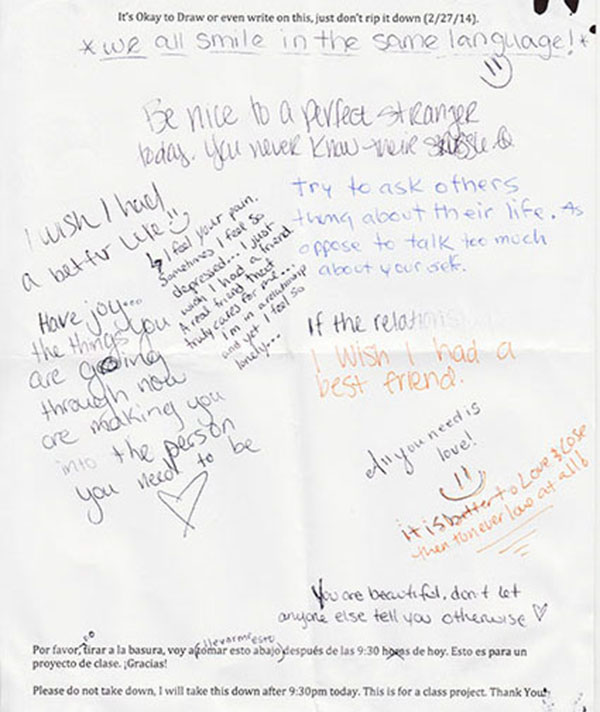 It's Okay to Draw or even write on this, just don't rip it down (2/27/14).
*we all smile in the same language!*
Be nice to a perfect stranger
today. You never know their struggle
I wish I had
a better life
↳ I feel your pain.
Sometimes I feel so
depressed... I just
wish I had a friend
A real friend that
truly cares for me...
I'm in a relationship
and yet I feel so
lonely...
try to ask others
thing about their life. As
oppose to talk too much
about your self.
Have joy...
the things you
are going
through now
are making you
into the person
you need to be
If the relations
I wish I had a
best friend.
All you need is
love!
it is better to Love & Lose
then to never love at all!
You are beautiful, don't let
anyone else tell you otherwise
Por favor, no tirar a la basura, voy a tomar esto abajo llevarme esto después de las 9:30 horas de hoy. Esto es para un
proyecto de clase. ¡Gracias!
Please do not take down, I will take this down after 9:30pm today. This is for a class project. Thank You!